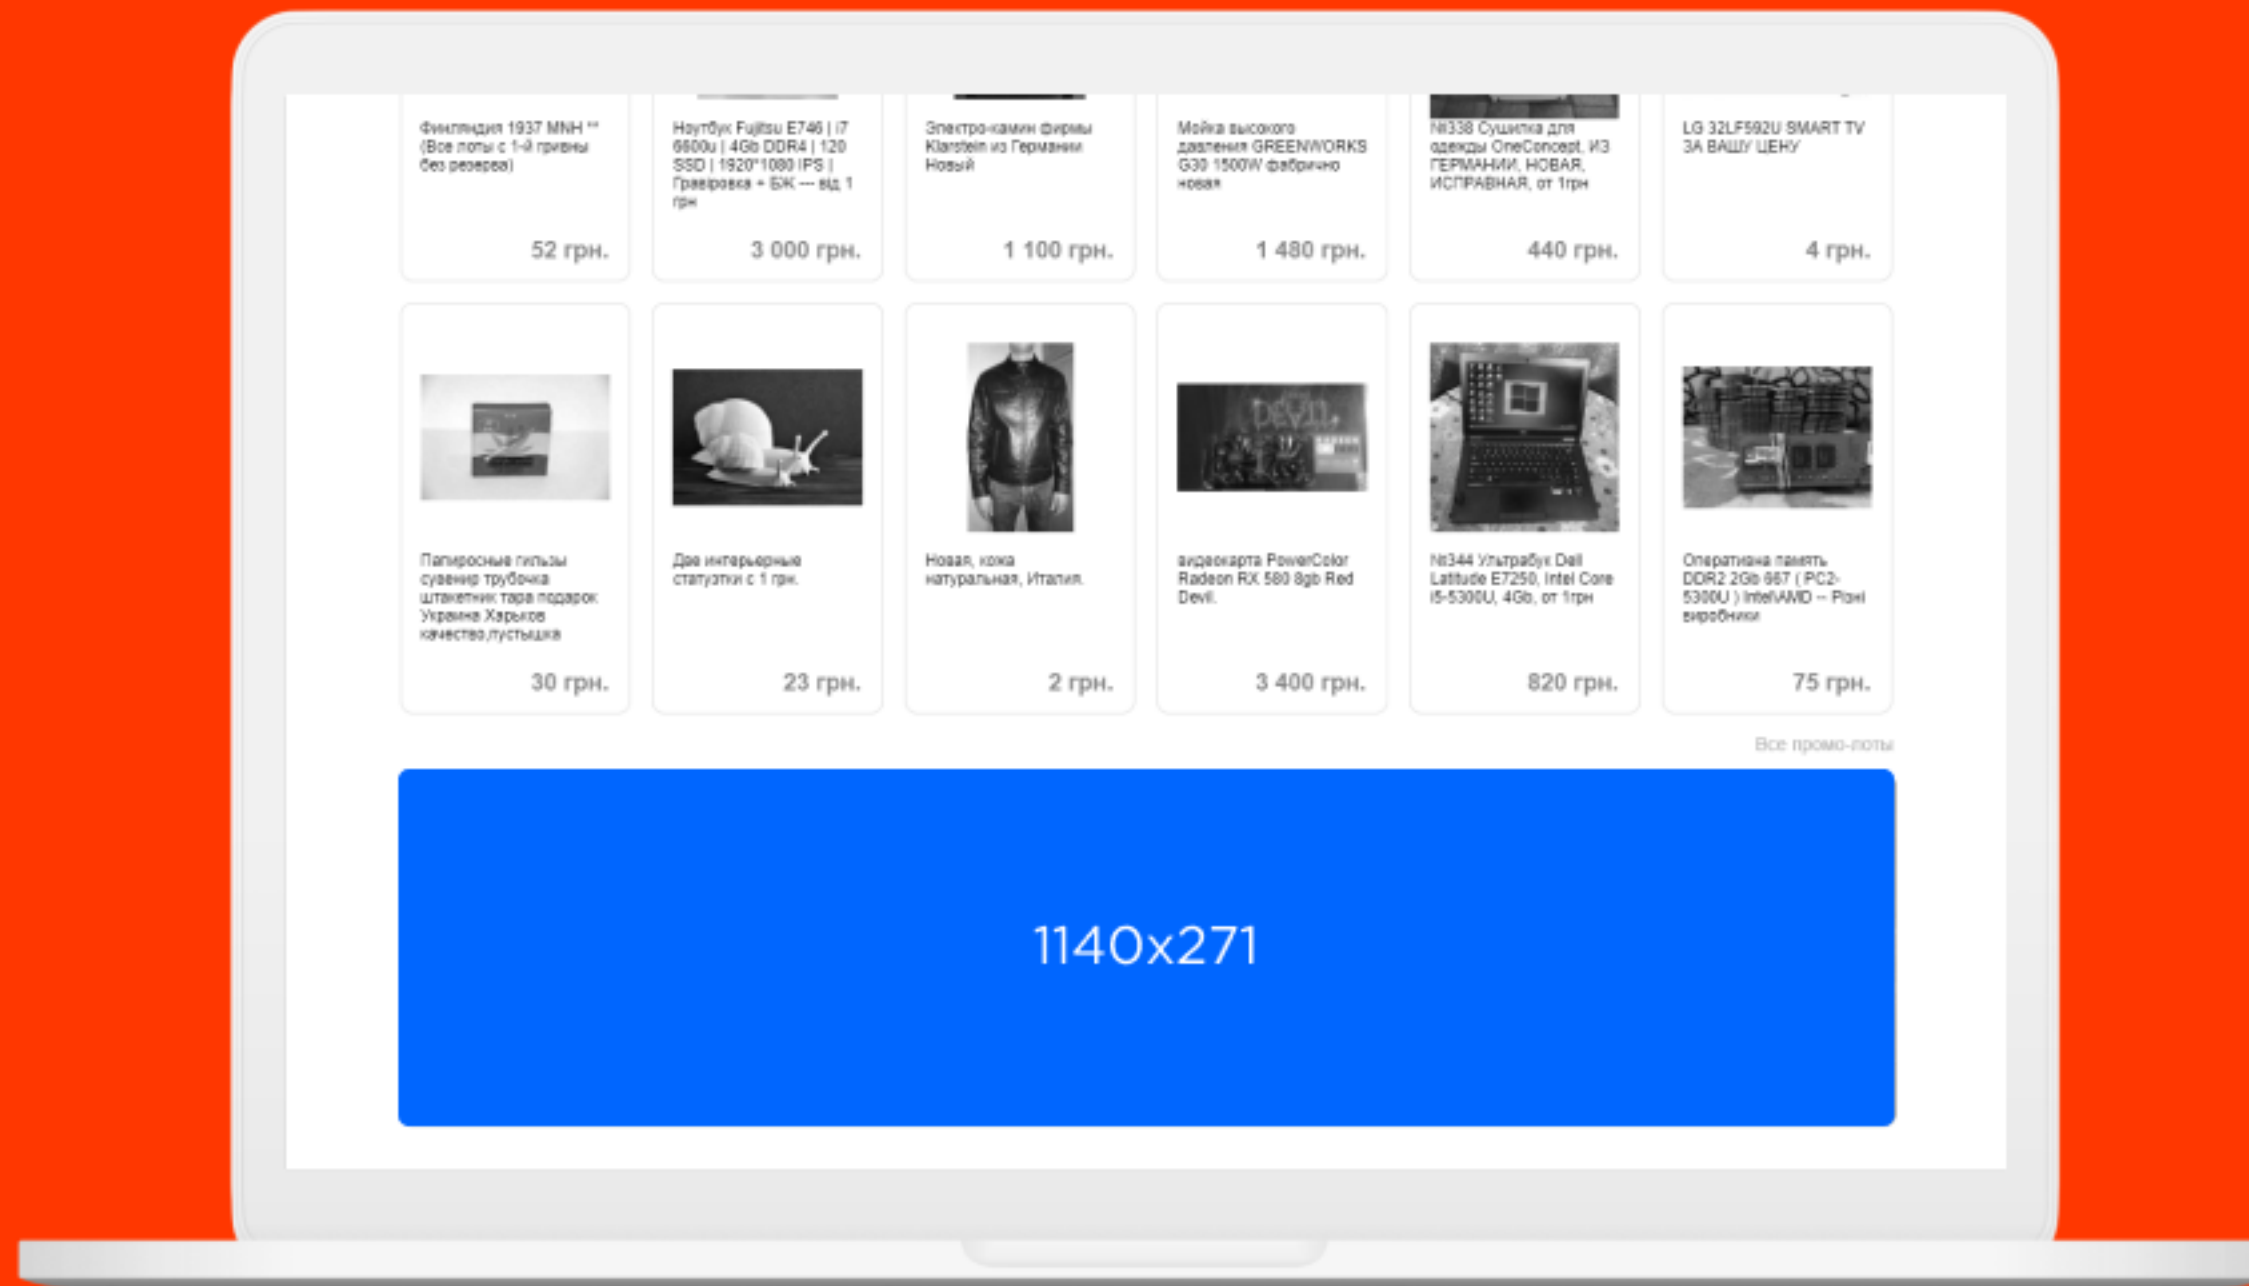 Финляндия 1937 MNH **
(Все лоты с 1-й гривны
без резерва)
52 грн.
Ноутбук Fujitsu E746 | i7
6600u | 4Gb DDR4 | 120
SSD | 1920*1080 IPS |
Гравіровка + БЖ --- від 1
грн
3 000 грн.
Электро-камин фирмы
Klarstein из Германии
Новый
1 100 грн.
Мойка высокого
давления GREENWORKS
G30 1500W фабрично
новая
1 480 грн.
№338 Сушилка для
одежды OneConcept, ИЗ
ГЕРМАНИИ, НОВАЯ,
ИСПРАВНАЯ, от 1грн
440 грн.
LG 32LF592U SMART TV
ЗА ВАШУ ЦЕНУ
4 грн.
Папиросные гильзы
сувенир трубочка
штакетник тара подарок
Украина Харьков
качество,пустышка
30 грн.
Две интерьерные
статуэтки с 1 грн.
23 грн.
Новая, кожа
натуральная, Италия.
2 грн.
DEVIL
видеокарта PowerColor
Radeon RX 580 8gb Red
Devil.
3 400 грн.
№344 Ультрабук Dell
Latitude E7250, Intel Core
i5-5300U, 4Gb, от 1грн
820 грн.
Оперативна память
DDR2 2Gb 667 ( PC2-
5300U ) Intel\AMD -- Різні
виробники
75 грн.
Все промо-лоты
1140x271